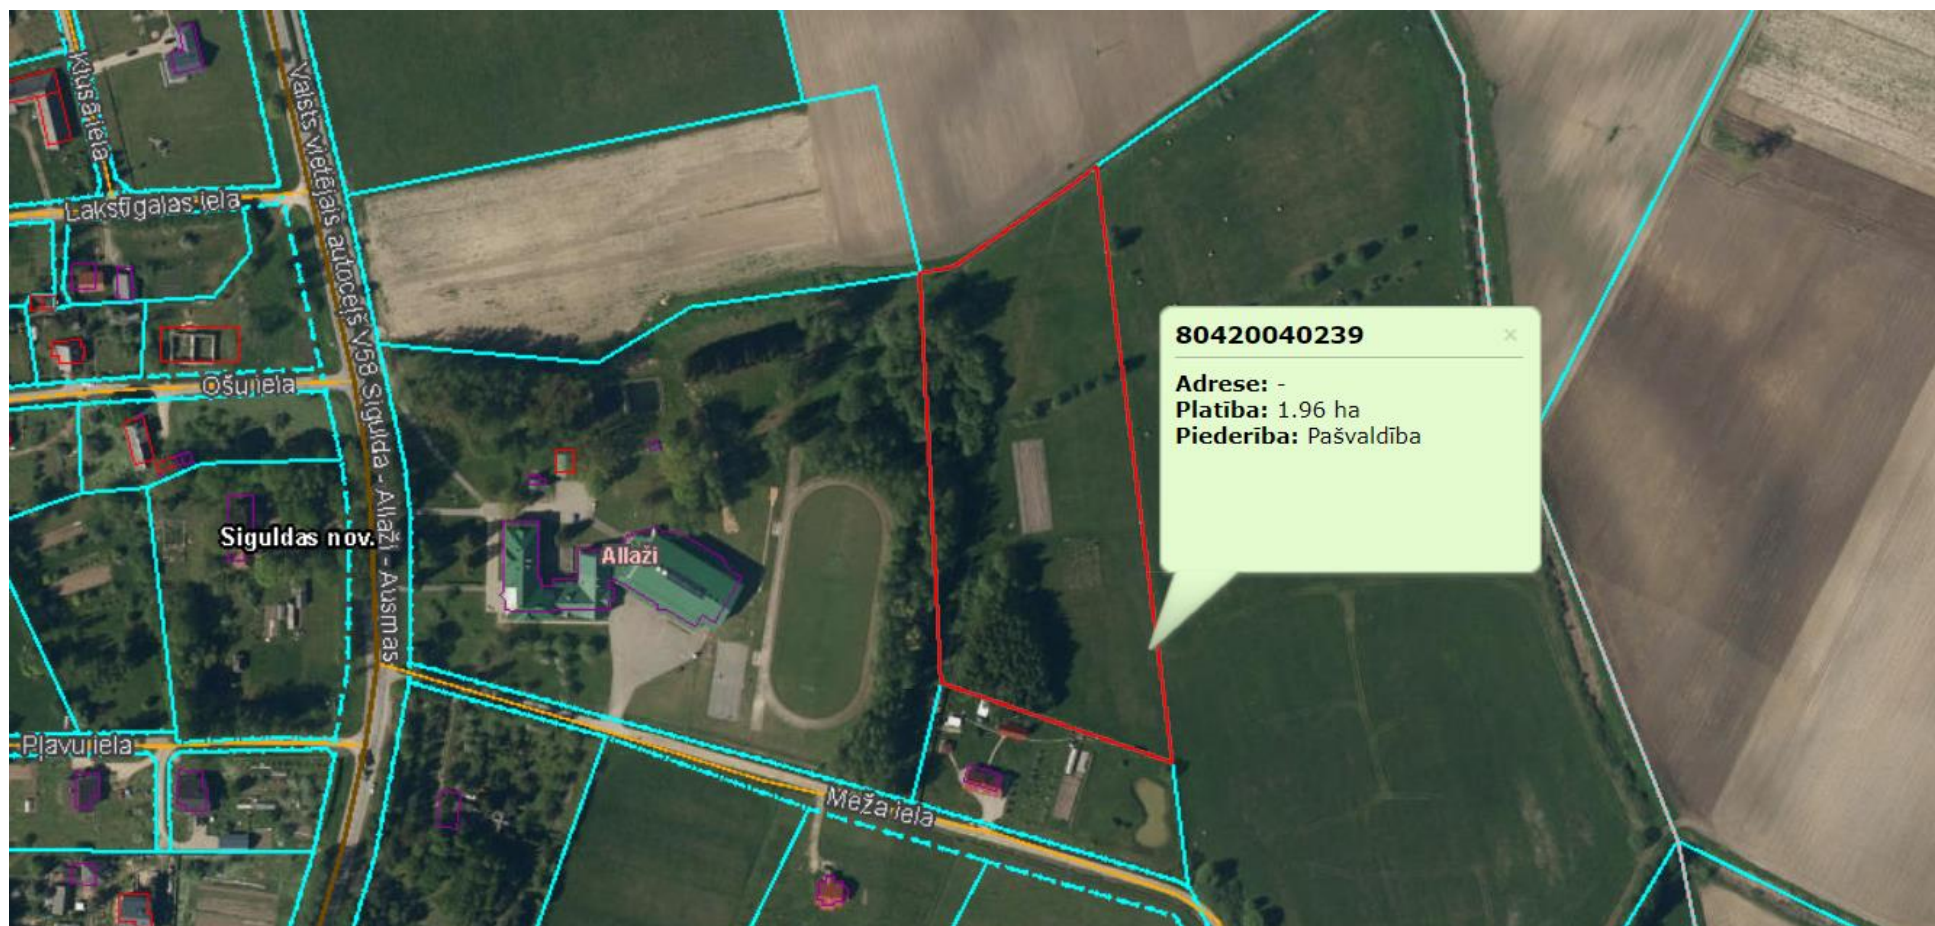 Klusā iela
Valsts vietējais autoceļš V58 Sigulda - Allaži - Ausmas
Lakstīgalas iela
80420040239
×
Adrese: -
Platība: 1.96 ha
Piederība: Pašvaldība
Ošu iela
Siguldas nov.
Allaži
Pļavu iela
Meža iela